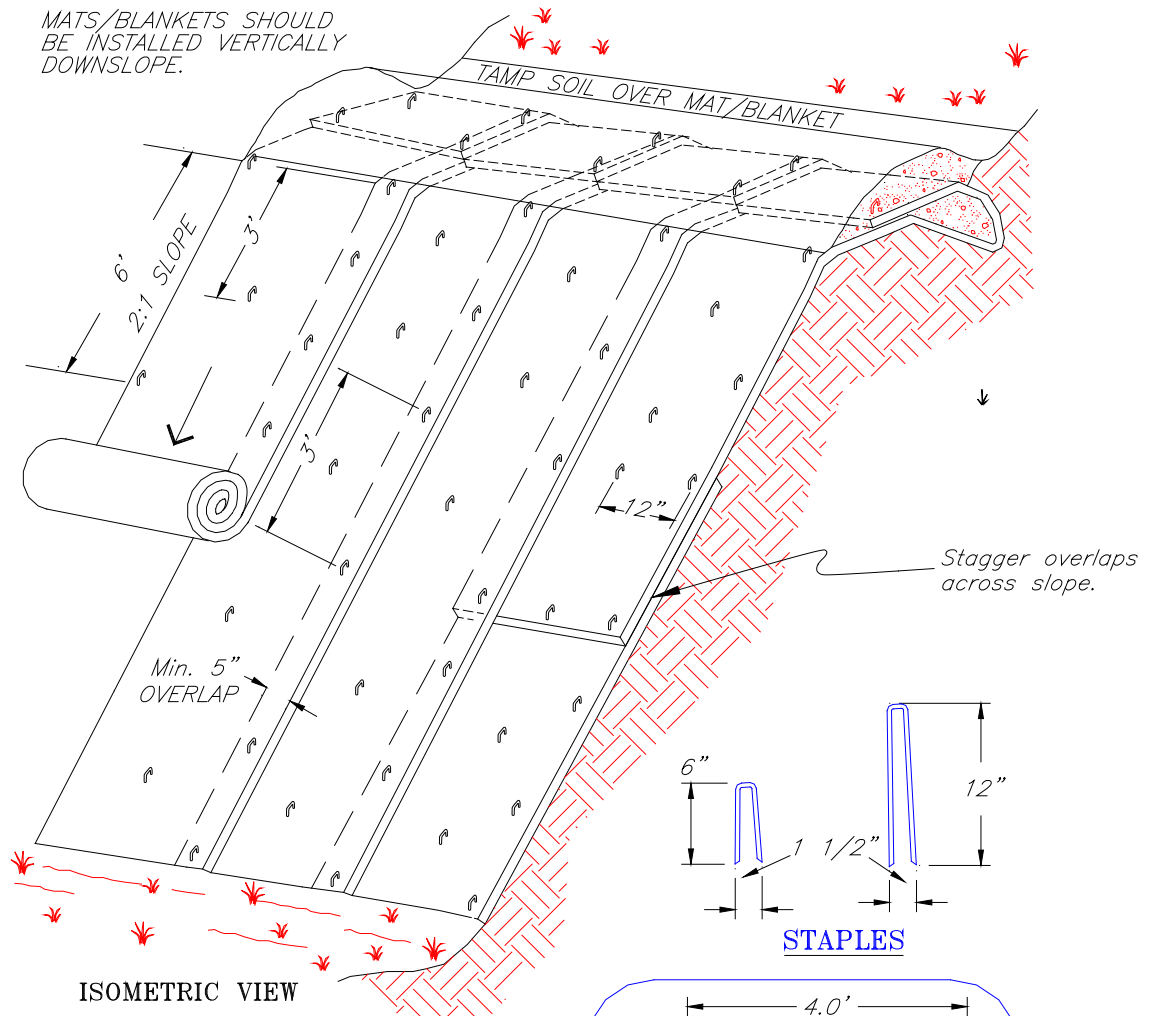 MATS/BLANKETS SHOULD
BE INSTALLED VERTICALLY
DOWNSLOPE.
TAMP SOIL OVER MAT/BLANKET
3'
6'
2:1 SLOPE
3'
12"
Stagger overlaps
across slope.
Min. 5"
OVERLAP
6"
12"
1 1/2"
STAPLES
ISOMETRIC VIEW
4.0'